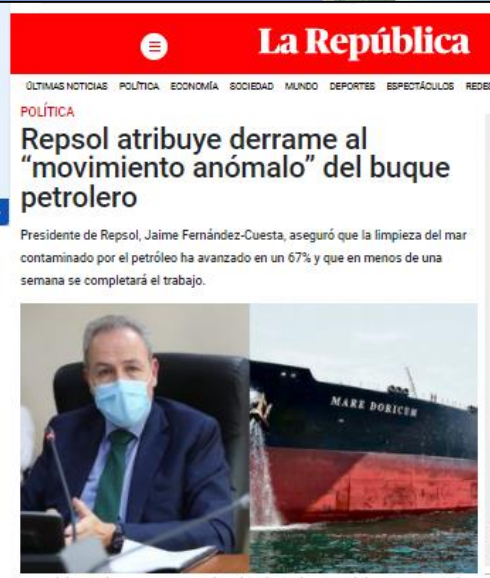 La República
ÚLTIMAS NOTICIAS POLÍTICA ECONOMÍA SOCIEDAD MUNDO DEPORTES ESPECTÁCULOS REDES
POLÍTICA
Repsol atribuye derrame al
“movimiento anómalo” del buque
petrolero
Presidente de Repsol, Jaime Fernández-Cuesta, aseguró que la limpieza del mar
contaminado por el petróleo ha avanzado en un 67% y que en menos de una
semana se completará el trabajo.
MARE DORICUM